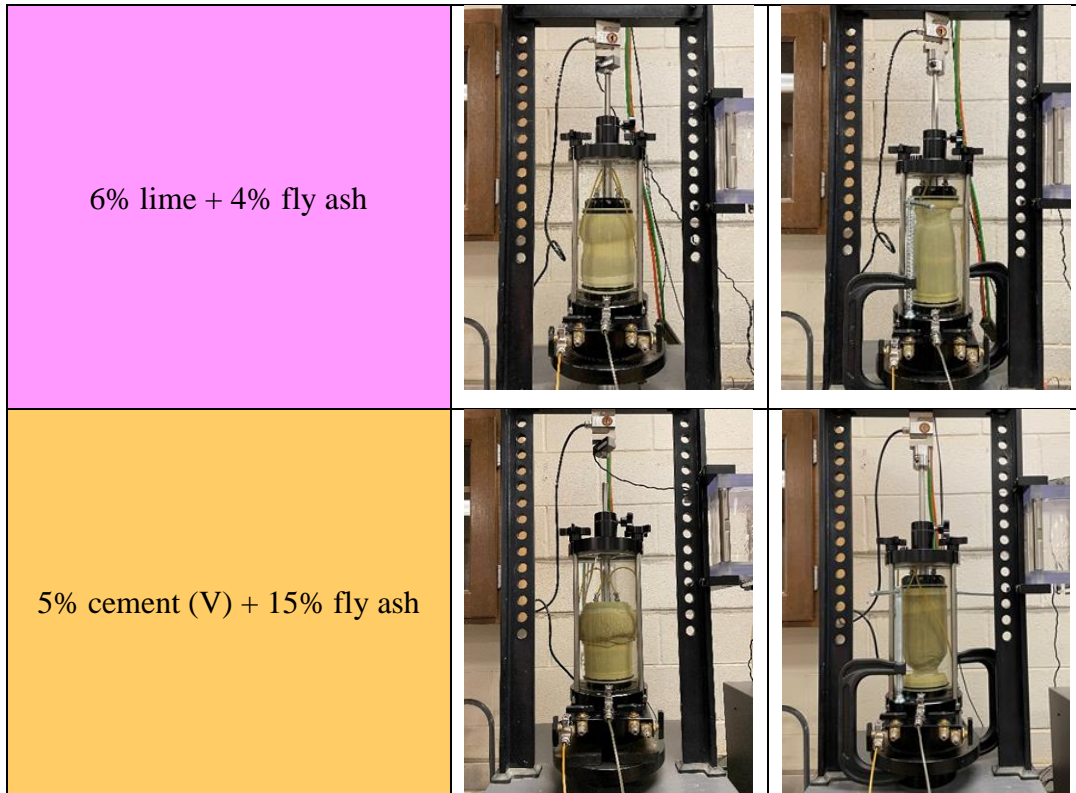 6% lime + 4% fly ash
5% cement (V) + 15% fly ash